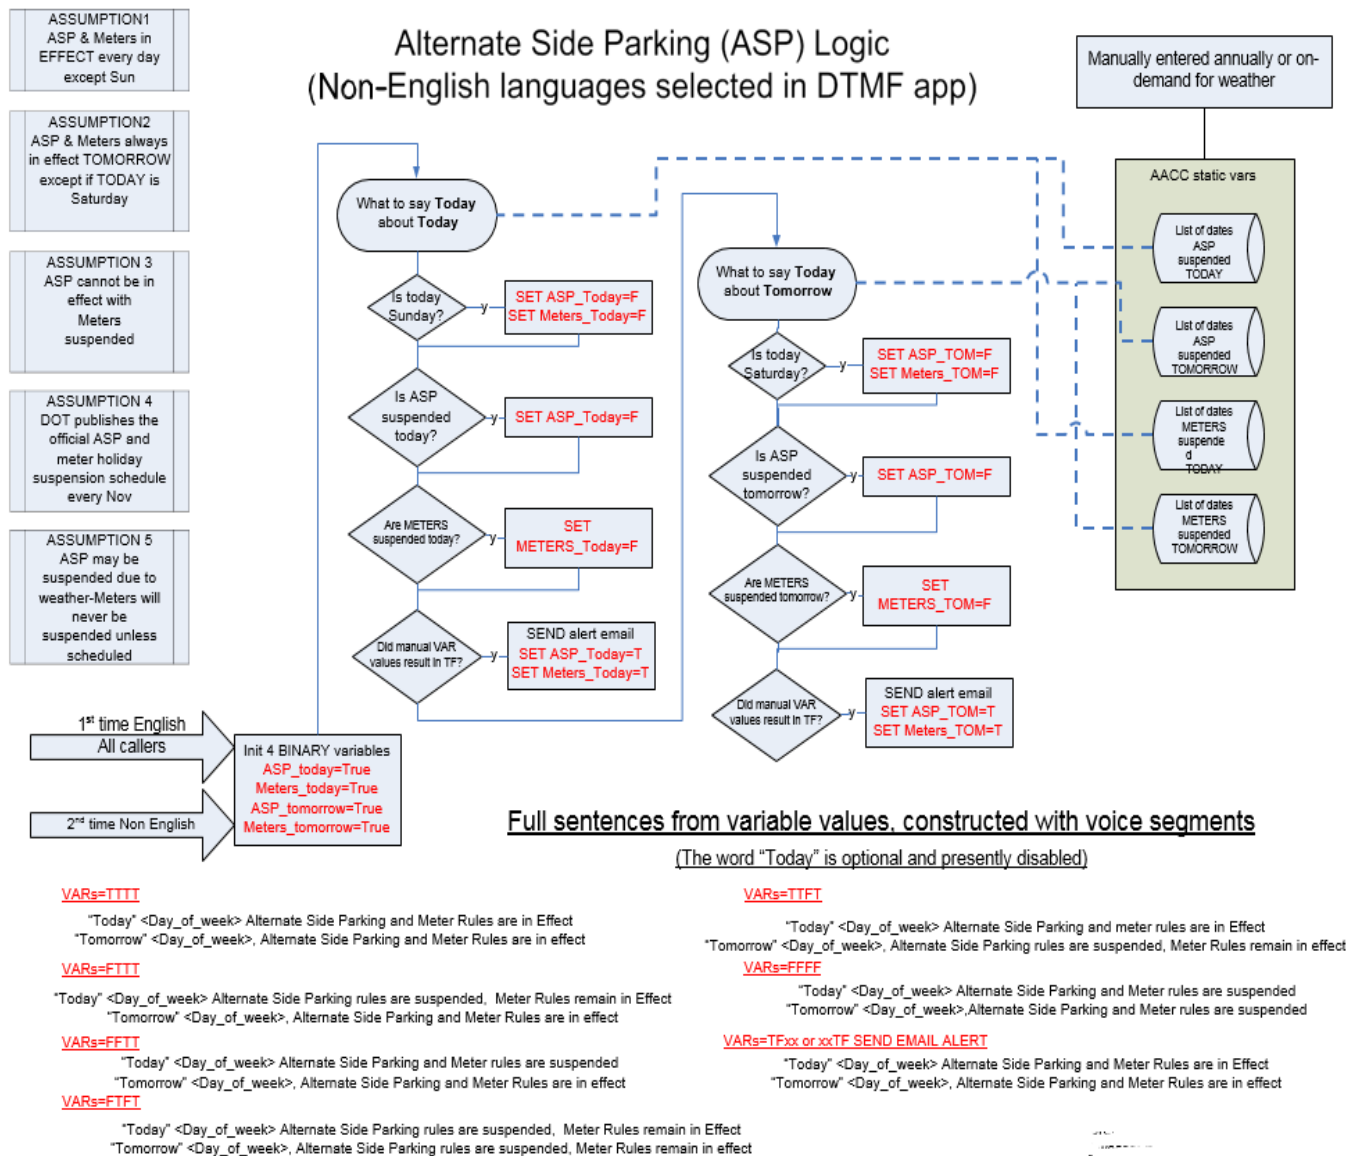 ASSUMPTION1
ASP & Meters in
EFFECT every day
except Sun
ASSUMPTION2
ASP & Meters always
in effect TOMORROW
except if TODAY is
Saturday
ASSUMPTION 3
ASP cannot be in
effect with
Meters
suspended
ASSUMPTION 4
DOT publishes the
official ASP and
meter holiday
suspension schedule
every Nov
ASSUMPTION 5
ASP may be
suspended due to
weather-Meters will
never be
suspended unless
scheduled
Alternate Side Parking (ASP) Logic
(Non-English languages selected in DTMF app)
Manually entered annually or on-
demand for weather
AACC static vars
List of dates
ASP
suspended
TODAY
List of dates
ASP
suspended
TOMORROW
List of dates
METERS
suspende
d
TODAY
List of dates
METERS
suspended
TOMORROW
What to say Today
about Today
Is today
Sunday?
y
SET ASP_Today=F
SET Meters_Today=F
Is ASP
suspended
today?
y
SET ASP_Today=F
Are METERS
suspended today?
y
SET
METERS_Today=F
Did manual VAR
values result in TF?
y
SEND alert email
SET ASP_Today=T
SET Meters_Today=T
What to say Today
about Tomorrow
Is today
Saturday?
y
SET ASP_TOM=F
SET Meters_TOM=F
Is ASP
suspended
tomorrow?
y
SET ASP_TOM=F
Are METERS
suspended tomorrow?
y
SET
METERS_TOM=F
Did manual VAR
values result in TF?
y
SEND alert email
SET ASP_TOM=T
SET Meters_TOM=T
1st time English
All callers
2nd time Non English
Init 4 BINARY variables
ASP_today=True
Meters_today=True
ASP_tomorrow=True
Meters_tomorrow=True
Full sentences from variable values, constructed with voice segments
(The word “Today” is optional and presently disabled)
VARs=TTTT
“Today” <Day_of_week> Alternate Side Parking and Meter Rules are in Effect
“Tomorrow” <Day_of_week>, Alternate Side Parking and Meter Rules are in effect
VARs=FTTT
“Today” <Day_of_week> Alternate Side Parking rules are suspended, Meter Rules remain in Effect
“Tomorrow” <Day_of_week>, Alternate Side Parking and Meter Rules are in effect
VARs=FFTT
“Today” <Day_of_week> Alternate Side Parking and Meter rules are suspended
“Tomorrow” <Day_of_week>, Alternate Side Parking and Meter Rules are in effect
VARs=FTFT
“Today” <Day_of_week> Alternate Side Parking rules are suspended, Meter Rules remain in Effect
“Tomorrow” <Day_of_week>, Alternate Side Parking rules are suspended, Meter Rules remain in effect
VARs=TTFT
“Today” <Day_of_week> Alternate Side Parking and meter rules are in Effect
“Tomorrow” <Day_of_week>, Alternate Side Parking rules are suspended, Meter Rules remain in effect
VARs=FFFF
“Today” <Day_of_week> Alternate Side Parking and Meter rules are suspended
“Tomorrow” <Day_of_week>,Alternate Side Parking and Meter Rules are suspended
VARs=TFxx or xxTF SEND EMAIL ALERT
“Today” <Day_of_week> Alternate Side Parking and Meter Rules are in Effect
“Tomorrow” <Day_of_week>, Alternate Side Parking and Meter Rules are in effect